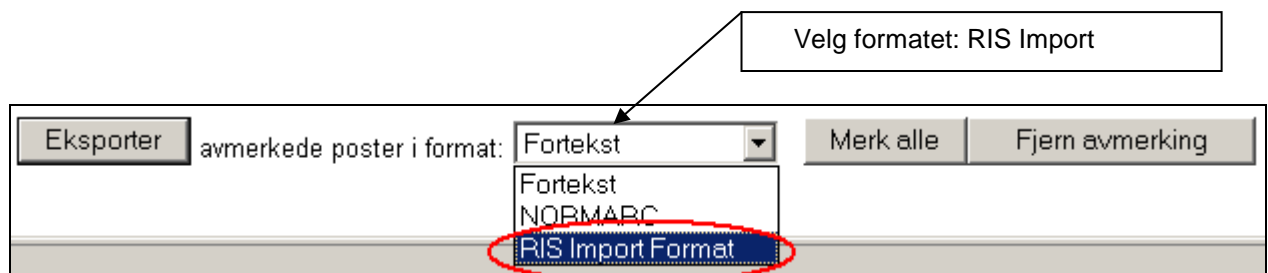 Velg formatet: RIS Import
Eksporter avmerkede poster i format: Fortekst Merk alle Fjern avmerking
Fortekst
NORMARC
RIS Import Format